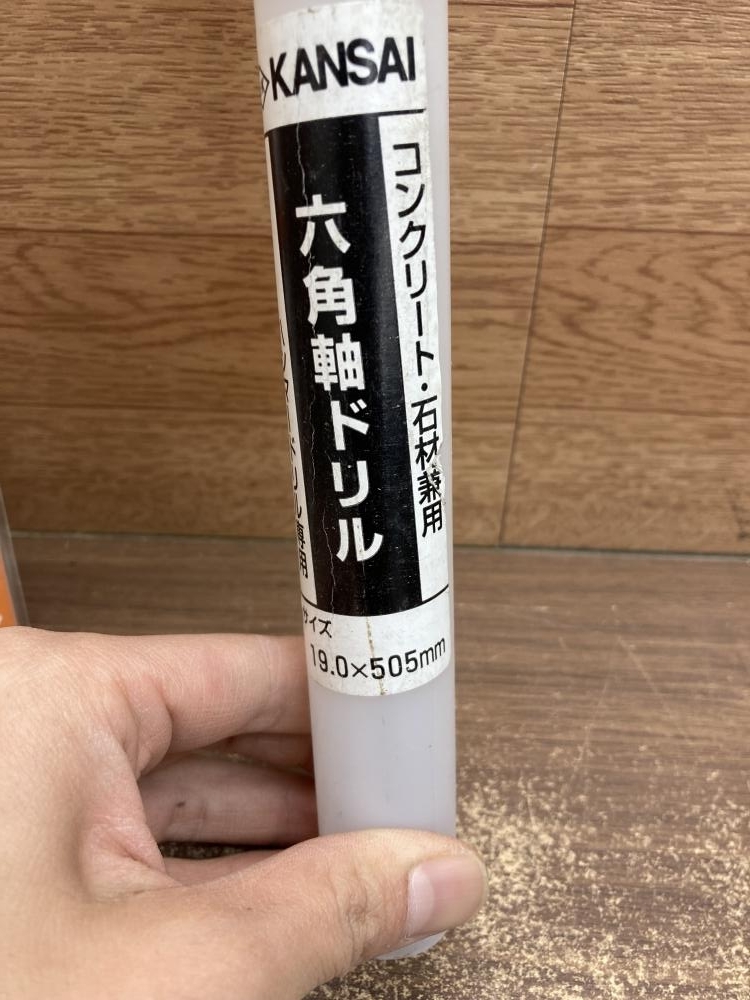 KANSAI
コンクリート・石材兼用
六角軸ドリル
サイズ
19.0×505mm